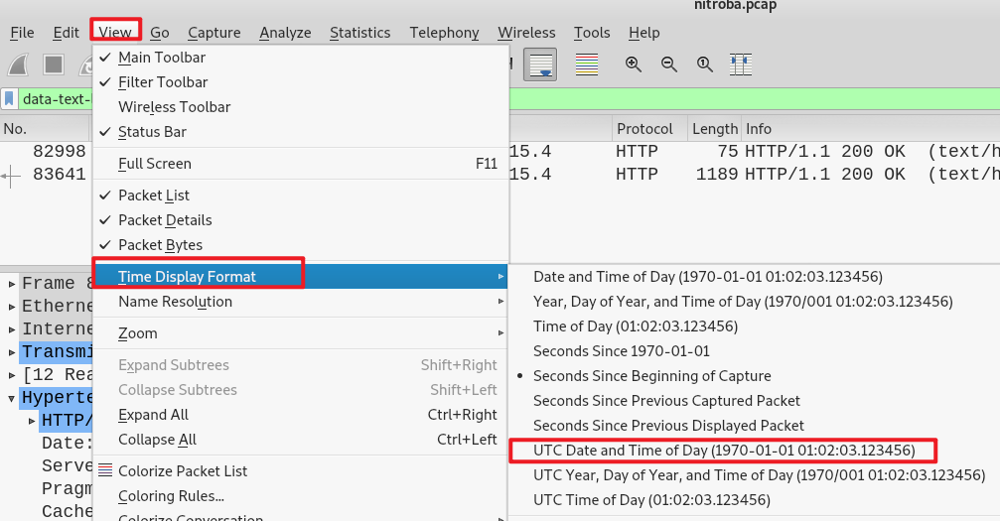 nitroba.pcap
File Edit View Go Capture Analyze Statistics Telephony Wireless Tools Help
data-text-
No. Protocol Length Info
82998 15.4 HTTP 75 HTTP/1.1 200 OK (text/h
83641 15.4 HTTP 1189 HTTP/1.1 200 OK (text/h
Main Toolbar
Filter Toolbar
Wireless Toolbar
Status Bar
Full Screen F11
Packet List
Packet Details
Packet Bytes
Time Display Format
Name Resolution
Zoom
Expand Subtrees Shift+Right
Collapse Subtrees Shift+Left
Expand All Ctrl+Right
Collapse All Ctrl+Left
Colorize Packet List
Coloring Rules...
Colorize Conversation
Date and Time of Day (1970-01-01 01:02:03.123456)
Year, Day of Year, and Time of Day (1970/001 01:02:03.123456)
Time of Day (01:02:03.123456)
Seconds Since 1970-01-01
Seconds Since Beginning of Capture
Seconds Since Previous Captured Packet
Seconds Since Previous Displayed Packet
UTC Date and Time of Day (1970-01-01 01:02:03.123456)
UTC Year, Day of Year, and Time of Day (1970/001 01:02:03.123456)
UTC Time of Day (01:02:03.123456)
Frame 8
Etherne
Interne
Transmi
[12 Rea
Hyperte
HTTP/
Date:
Serve
Pragm
Cache